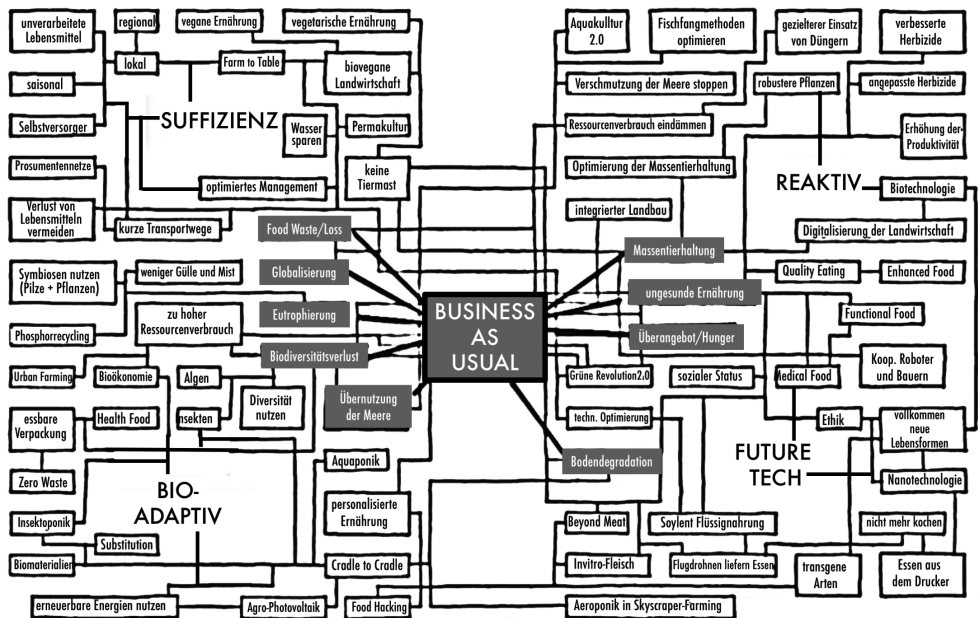 unverarbeitete
Lebensmittel
regional
vegane Ernährung
vegetarische Ernährung
Aquakulltur
2.0
Fischfangmethoden
optimieren
gezielterer Einsatz
von Düngern
verbesserte
Herbizide
lokal
Farm to Table
biovegane
Landwirtschaft
saisonal
Verschmutzung der Meere stoppen
robustere Pflanzen
angepasste Herbizide
Selbstversorger
SUFFIZIENZ
Wasser
sparen
Permakultur
Ressourcenverbrauch eindämmen
Erhöhung der
Produktivität
Prosumentennetze
optimiertes Management
keine
Tiermast
Optimierung der Massentierhaltung
REAKTIV
Biotechnologie
Verlust von
Lebensmitteln
vermeiden
kurze Transportwege
Food Waste/Loss
integrierter Landbau
Digitalisierung der Landwirtschaft
Massentierhaltung
Symbiosen nutzen
(Pilze + Pflanzen)
weniger Gülle und Mist
Globalisierung
Quality Eating
Enhanced Food
ungesunde Ernährung
zu hoher
Ressourcenverbrauch
Eutrophierung
BUSINESS
AS
USUAL
Functional Food
Phosphorrecycling
Überangebot/Hunger
Biodiversitätsverlust
Koop. Roboter
und Bauern
Urban Farming
Bioökonomie
Algen
Grüne Revolution2.0
sozialer Status
Medical Food
Diversität
nutzen
Übernutzung
der Meere
essbare
Verpackung
Health Food
Insekten
techn. Optimierung
Ethik
vollkommen
neue
Lebensformen
Zero Waste
BIO-
ADAPTIV
Aquaponik
Bodendegradation
FUTURE
TECH
Nanotechnologie
personalisierte
Ernährung
Insektoponik
Beyond Meat
Soylent Flüssignahrung
nicht mehr kochen
Substitution
Biomaterialien
Cradle to Cradle
Invitro-Fleisch
Flugdrohnen liefern Essen
transgene
Arten
Essen aus
dem Drucker
erneuerbare Energien nutzen
Agro-Photovoltaik
Food Hacking
Aeroponik in Skyscraper-Farming